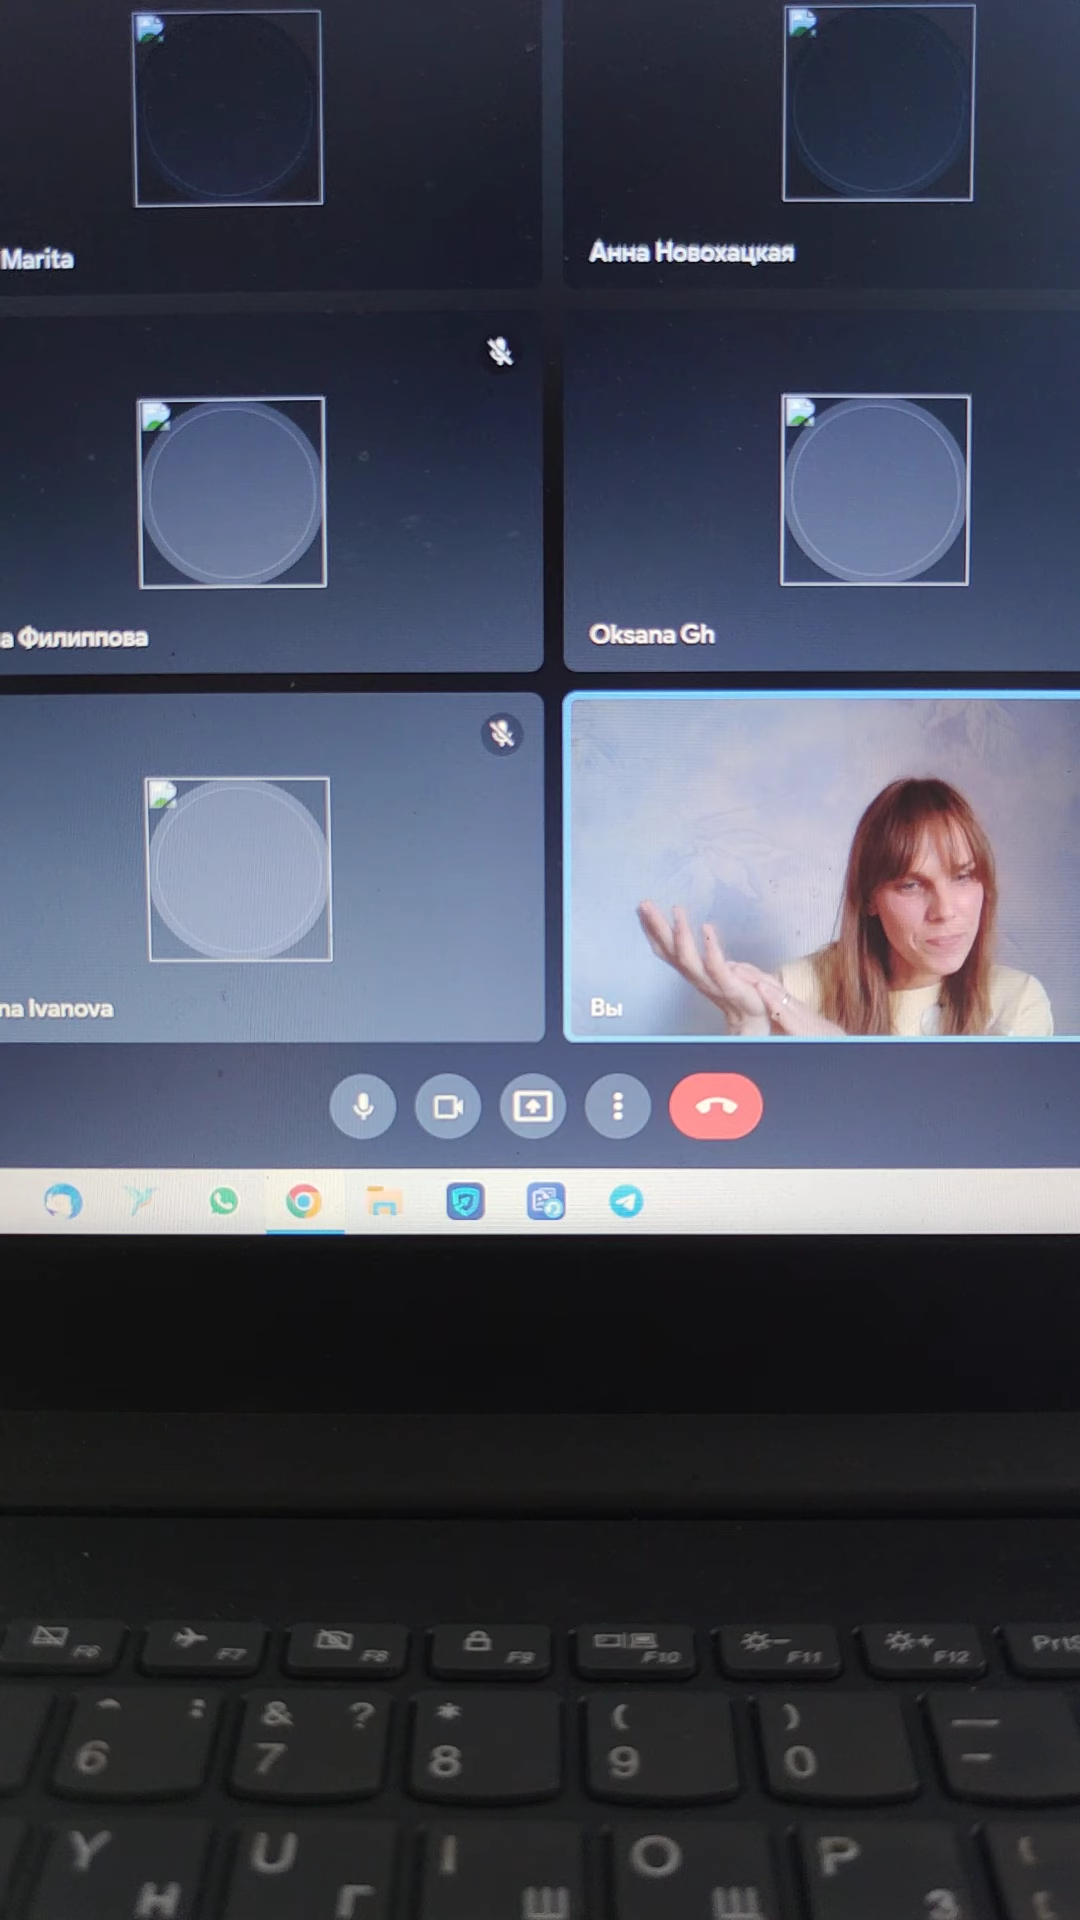 Marita
Анна Новохацкая
а Филиппова
Oksana Gh
na Ivanova
Вы
F6 F7 F8 F9 F10 F11 F12 PrtS
^ : & ? * ( ) —
6 7 8 9 0 -
Y U I O P
Н Г Ш Щ З